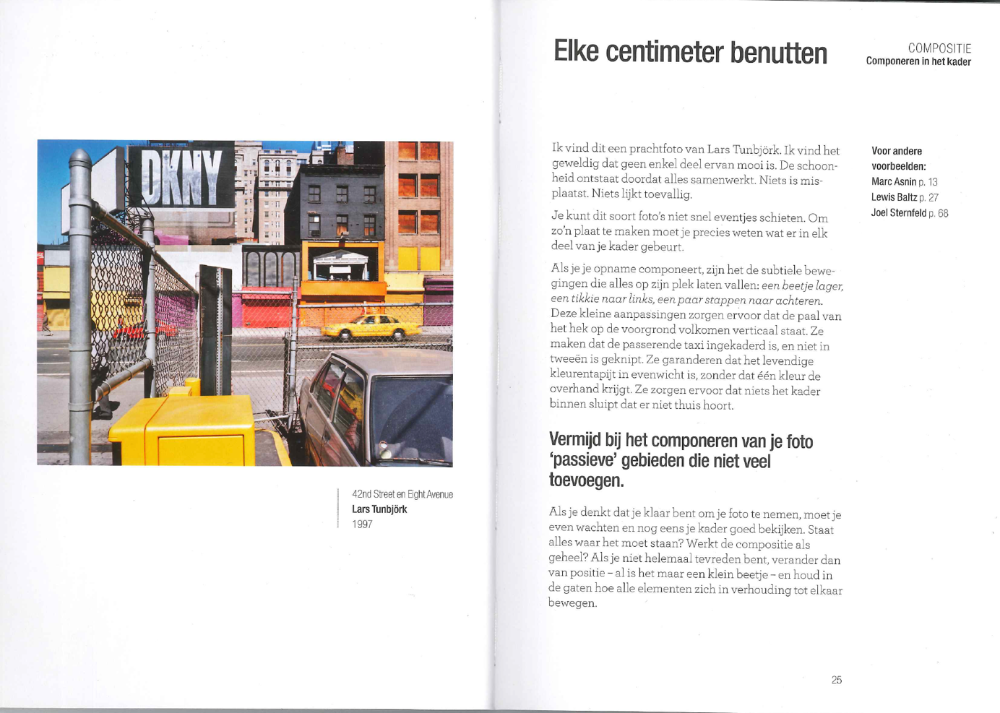 DKNY
42nd Street en Eight Avenue
Lars Tunbjörk
1997
Elke centimeter benutten
COMPOSITIE
Componeren in het kader
Ik vind dit een prachtfoto van Lars Tunbjörk. Ik vind het
geweldig dat geen enkel deel ervan mooi is. De schoon-
heid ontstaat doordat alles samenwerkt. Niets is mis-
plaatst. Niets lijkt toevallig.
Je kunt dit soort foto's niet snel eventjes schieten. Om
zo'n plaat te maken moet je precies weten wat er in elk
deel van je kader gebeurt.
Als je je opname componeert, zijn het de subtiele bewe-
gingen die alles op zijn plek laten vallen: een beetje lager,
een tikkie naar links, een paar stappen naar achteren.
Deze kleine aanpassingen zorgen ervoor dat de paal van
het hek op de voorgrond volkomen verticaal staat. Ze
maken dat de passerende taxi ingekaderd is, en niet in
tweeën is geknipt. Ze garanderen dat het levendige
kleurentapijt in evenwicht is, zonder dat één kleur de
overhand krijgt. Ze zorgen ervoor dat niets het kader
binnen sluipt dat er niet thuis hoort.
Vermijd bij het componeren van je foto
‘passieve’ gebieden die niet veel
toevoegen.
Als je denkt dat je klaar bent om je foto te nemen, moet je
even wachten en nog eens je kader goed bekijken. Staat
alles waar het moet staan? Werkt de compositie als
geheel? Als je niet helemaal tevreden bent, verander dan
van positie – al is het maar een klein beetje – en houd in
de gaten hoe alle elementen zich in verhouding tot elkaar
bewegen.
Voor andere
voorbeelden:
Marc Asnin p. 13
Lewis Baltz p. 27
Joel Sternfeld p. 68
25